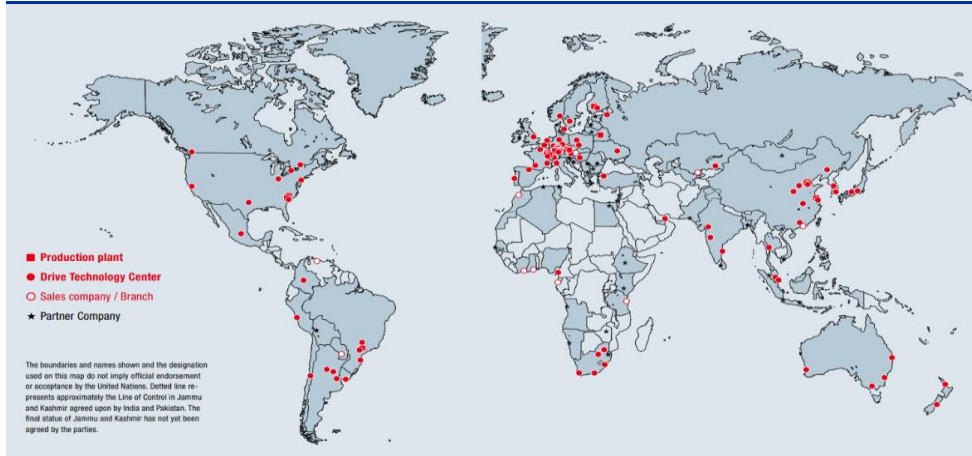 Production plant
Drive Technology Center
Sales company / Branch
Partner Company
The boundaries and names shown and the designation
used on this map do not imply official endorsement
or acceptance by the United Nations. Dotted line re-
presents approximately the Line of Control in Jammu
and Kashmir agreed upon by India and Pakistan. The
final status of Jammu and Kashmir has not yet been
agreed by the parties.